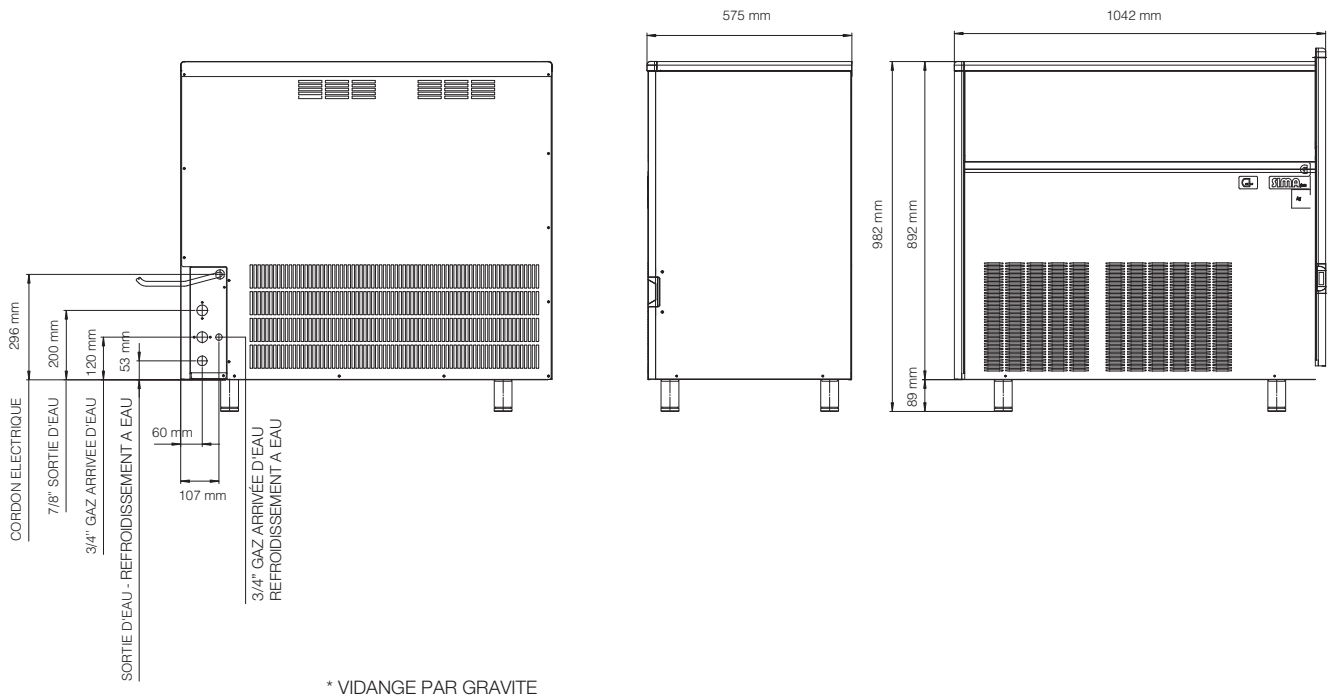 575 mm
1042 mm
982 mm
892 mm
89 mm
SIMAG
296 mm
200 mm
120 mm
53 mm
60 mm
107 mm
CORDON ELECTRIQUE
7/8" SORTIE D'EAU
3/4" GAZ ARRIVEE D'EAU
SORTIE D'EAU - REFROIDISSEMENT A EAU
3/4" GAZ ARRIVÉE D'EAU
REFROIDISSEMENT A EAU
* VIDANGE PAR GRAVITE